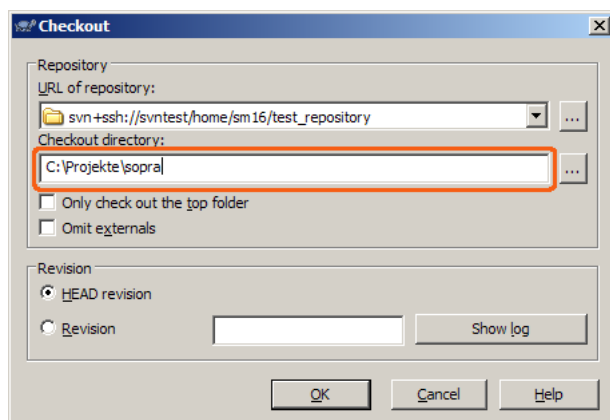 Checkout
Repository
URL of repository:
svn+ssh://svntest/home/sm16/test_repository
...
Checkout directory:
C:\Projekte\sopra
...
Only check out the top folder
Omit externals
Revision
HEAD revision
Revision
Show log
OK Cancel Help